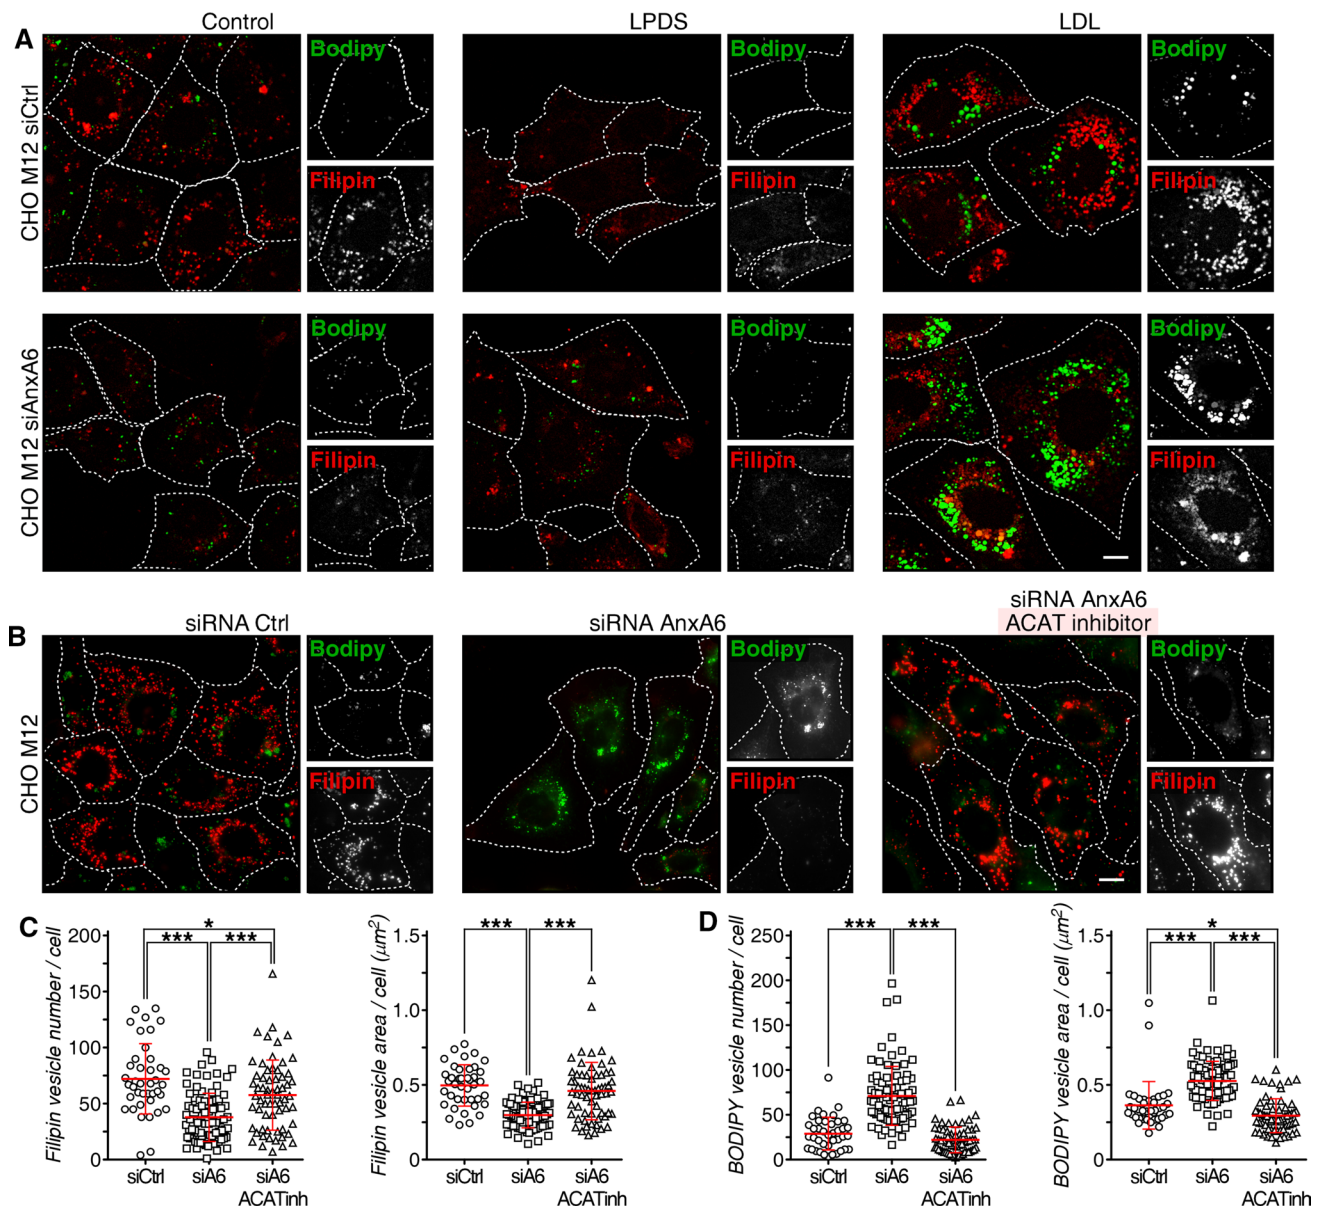 A
Control
LPDS
LDL
CHO M12 siCtrl
Bodipy
Filipin
Bodipy
Filipin
Bodipy
Filipin
CHO M12 siAnxA6
Bodipy
Filipin
Bodipy
Filipin
Bodipy
Filipin
B
siRNA Ctrl
siRNA AnxA6
siRNA AnxA6
ACAT inhibitor
CHO M12
Bodipy
Filipin
Bodipy
Filipin
Bodipy
Filipin
C
Filipin vesicle number / cell
200
150
100
50
0
*
*** ***
siCtrl siA6 siA6
ACATinh
Filipin vesicle area / cell (μm²)
1.5
1.0
0.5
0
*** ***
siCtrl siA6 siA6
ACATinh
D
BODIPY vesicle number / cell
250
200
150
100
50
0
*** ***
siCtrl siA6 siA6
ACATinh
BODIPY vesicle area / cell (μm²)
1.5
1.0
0.5
0
*
*** ***
siCtrl siA6 siA6
ACATinh